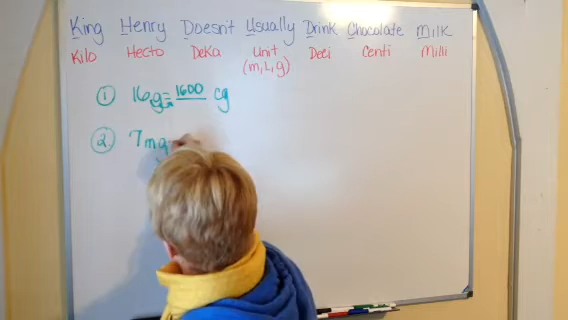 King Henry Doesn't Usually Drink Chocolate Milk
Kilo Hecto Deka Unit Deci Centi Milli
(m, L, g)
① 16g = 1600 cg
② 7mg